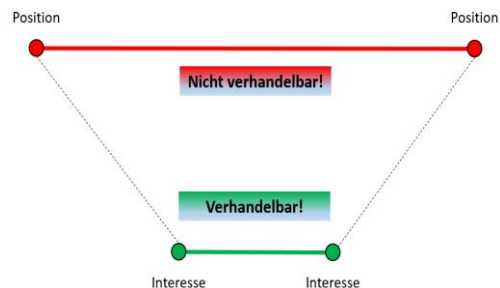 Position
Position
Nicht verhandelbar!
Verhandelbar!
Interesse
Interesse